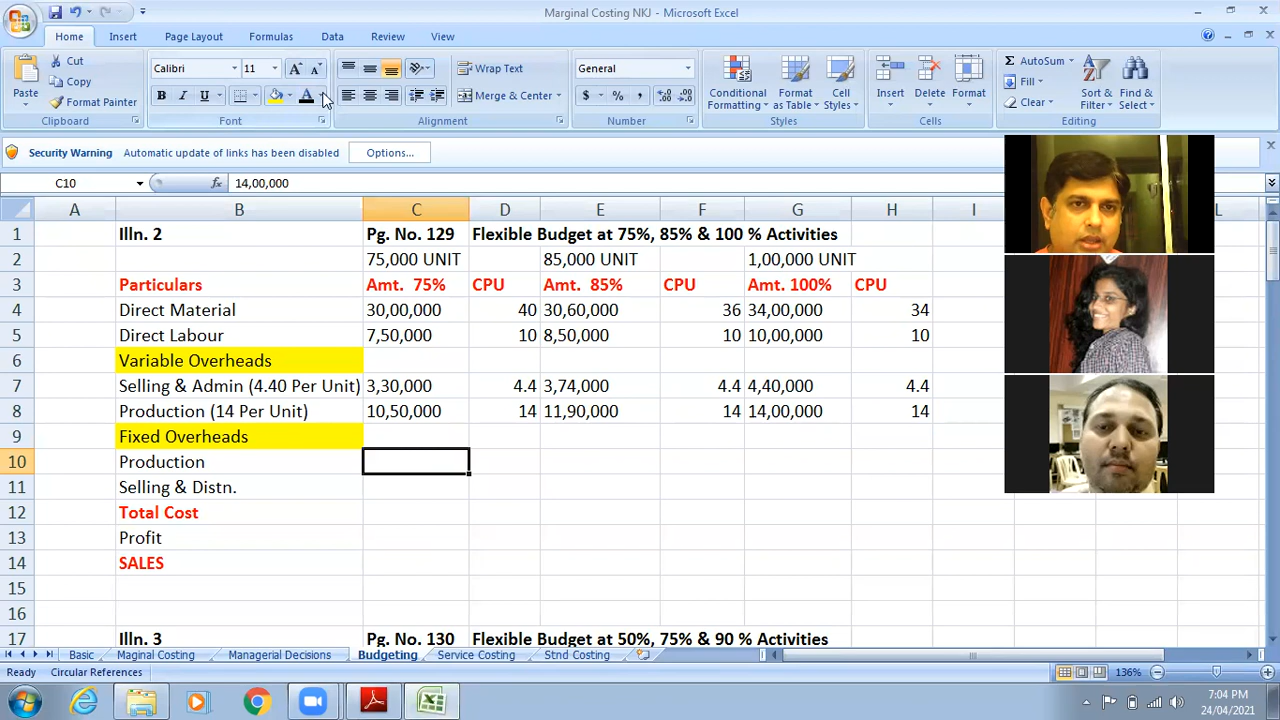 Marginal Costing NKJ - Microsoft Excel
Home Insert Page Layout Formulas Data Review View
Cut Calibri 11 Wrap Text General AutoSum
Copy Fill
Paste Format Painter B I U A Merge & Center $ % , Conditional Formatting Format as Table Cell Styles Insert Delete Format Clear Sort & Filter Find & Select
Clipboard Font Alignment Number Styles Cells Editing
Security Warning Automatic update of links has been disabled Options...
C10 fx 14,00,000
A B C D E F G H I L
1 Illn. 2 Pg. No. 129 Flexible Budget at 75%, 85% & 100 % Activities
2 75,000 UNIT 85,000 UNIT 1,00,000 UNIT
3 Particulars Amt. 75% CPU Amt. 85% CPU Amt. 100% CPU
4 Direct Material 30,00,000 40 30,60,000 36 34,00,000 34
5 Direct Labour 7,50,000 10 8,50,000 10 10,00,000 10
6 Variable Overheads
7 Selling & Admin (4.40 Per Unit) 3,30,000 4.4 3,74,000 4.4 4,40,000 4.4
8 Production (14 Per Unit) 10,50,000 14 11,90,000 14 14,00,000 14
9 Fixed Overheads
10 Production
11 Selling & Distn.
12 Total Cost
13 Profit
14 SALES
15
16
17 Illn. 3 Pg. No. 130 Flexible Budget at 50%, 75% & 90 % Activities
Basic Maginal Costing Managerial Decisions Budgeting Service Costing Stnd Costing
Ready Circular References 136%
7:04 PM
24/04/2021